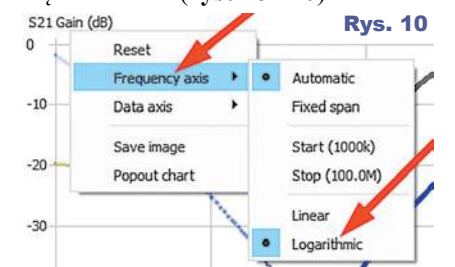 S21 Gain (dB)
Rys. 10
0
Reset
Frequency axis
Automatic
-10
Data axis
Fixed span
Save image
Start (1000k)
-20
Popout chart
Stop (100.0M)
Linear
-30
Logarithmic